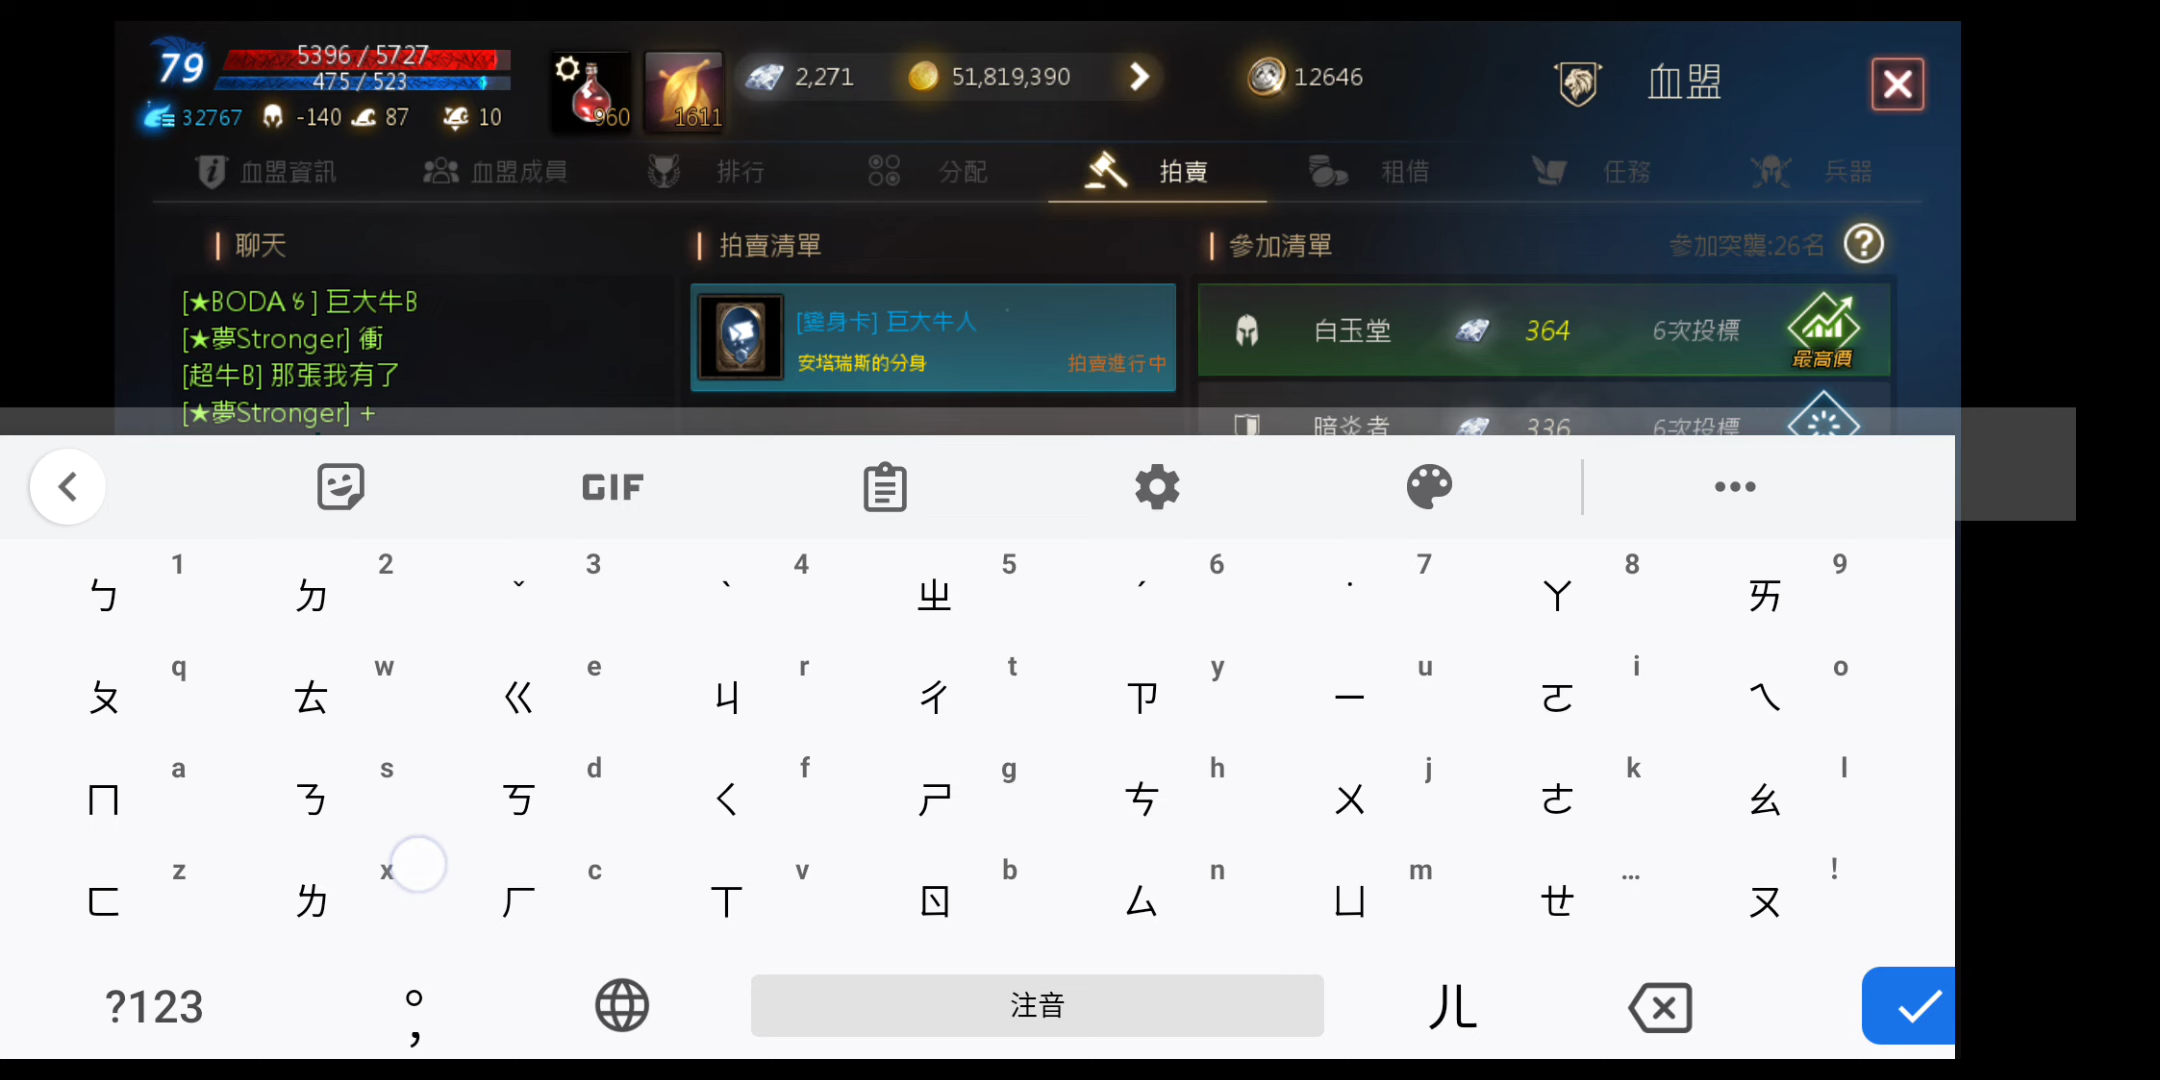 79 5396 / 5727
475 / 523
960 1611 2,271 51,819,390 12646 血盟
32767 -140 87 10
血盟資訊 血盟成員 排行 分配 拍賣 租借 任務 兵器
聊天 拍賣清單 參加清單 參加突襲:26名 ?
[★BODA㐇] 巨大牛B
[★夢Stronger] 衝
[超牛B] 那張我有了
[★夢Stronger] +
[變身卡] 巨大牛人
安塔瑞斯的分身 拍賣進行中
白玉堂 364 6次投標 最高價
暗炎者 336 6次投標
GIF
1 2 3 4 5 6 7 8 9
ㄅ ㄉ ˇ ˋ ㄓ ˊ ˙ ㄚ ㄞ
q w e r t y u i o
ㄆ ㄊ ㄍ ㄐ ㄔ ㄗ ㄧ ㄛ ㄟ
a s d f g h j k l
ㄇ ㄋ ㄎ ㄑ ㄕ ㄘ ㄨ ㄜ ㄠ
z x c v b n m … !
ㄈ ㄌ ㄏ ㄒ ㄖ ㄙ ㄩ ㄝ ㄡ
?123 ° , 注音 ㄦ